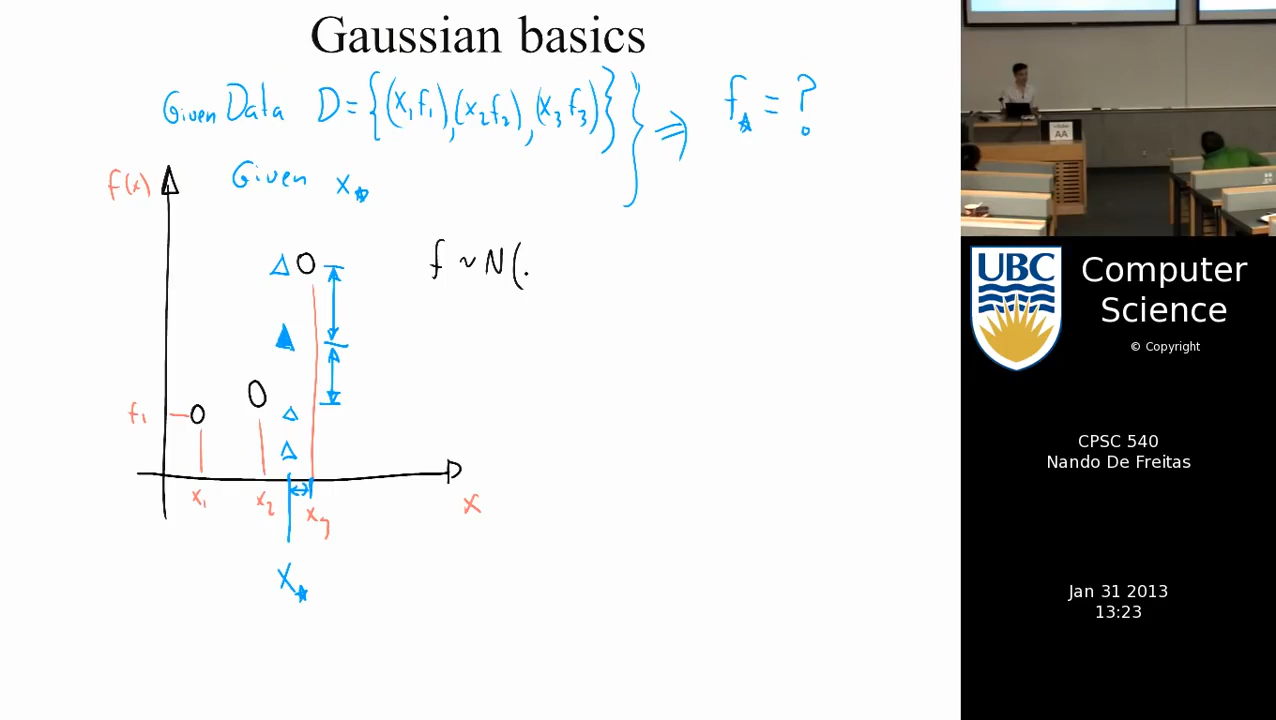 Gaussian basics
Given Data D = {(x₁ f₁), (x₂ f₂), (x₃ f₃)} } ⇒ f⋆ = ?
Given x⋆
f(x)
f ~ N(.
f₁
x₁ x₂ x₃ x
x⋆
AA
UBC
Computer
Science
© Copyright
CPSC 540
Nando De Freitas
Jan 31 2013
13:23